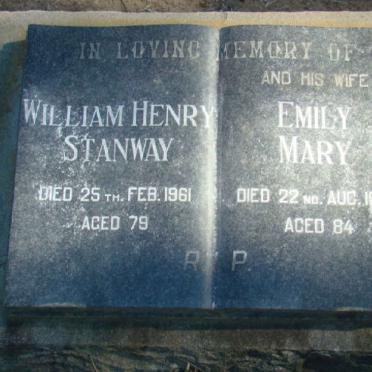 IN LOVING MEMORY OF
WILLIAM HENRY
STANWAY
DIED 25TH. FEB. 1961
AGED 79
AND HIS WIFE
EMILY
MARY
DIED 22ND. AUG. 
AGED 84
R.I.P.